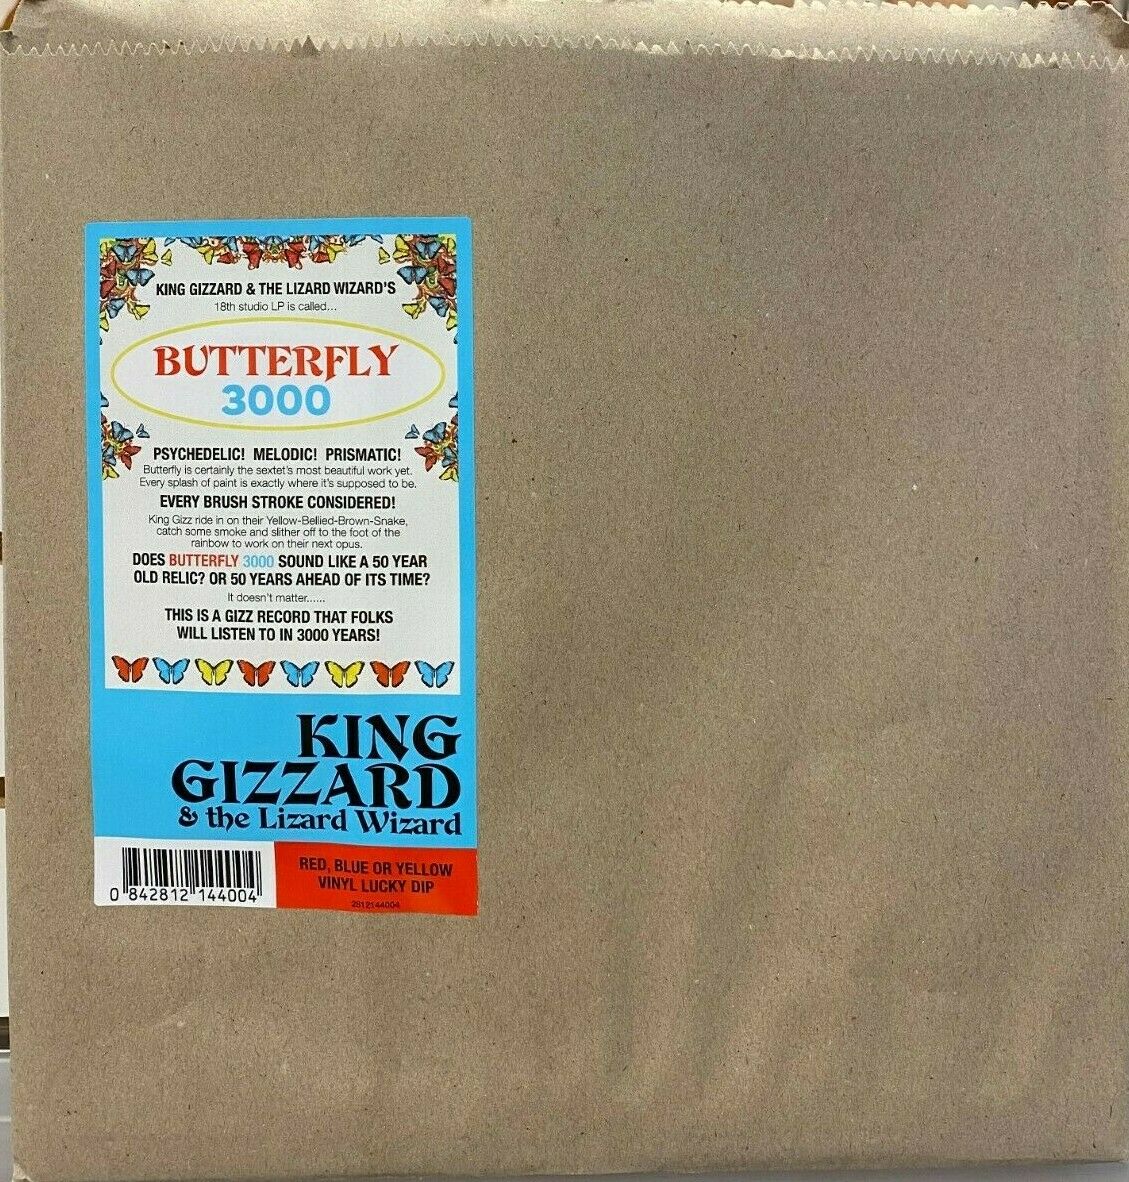 KING GIZZARD & THE LIZARD WIZARD'S
18th studio LP is called...
BUTTERFLY
3000
PSYCHEDELIC! MELODIC! PRISMATIC!
Butterfly is certainly the sextet's most beautiful work yet.
Every splash of paint is exactly where it's supposed to be.
EVERY BRUSH STROKE CONSIDERED!
King Gizz ride in on their Yellow-Bellied-Brown-Snake,
catch some smoke and slither off to the foot of the
rainbow to work on their next opus.
DOES BUTTERFLY 3000 SOUND LIKE A 50 YEAR
OLD RELIC? OR 50 YEARS AHEAD OF ITS TIME?
It doesn't matter......
THIS IS A GIZZ RECORD THAT FOLKS
WILL LISTEN TO IN 3000 YEARS!
KING
GIZZARD
& the Lizard Wizard
0 842812 144004
RED, BLUE OR YELLOW
VINYL LUCKY DIP
2812144004